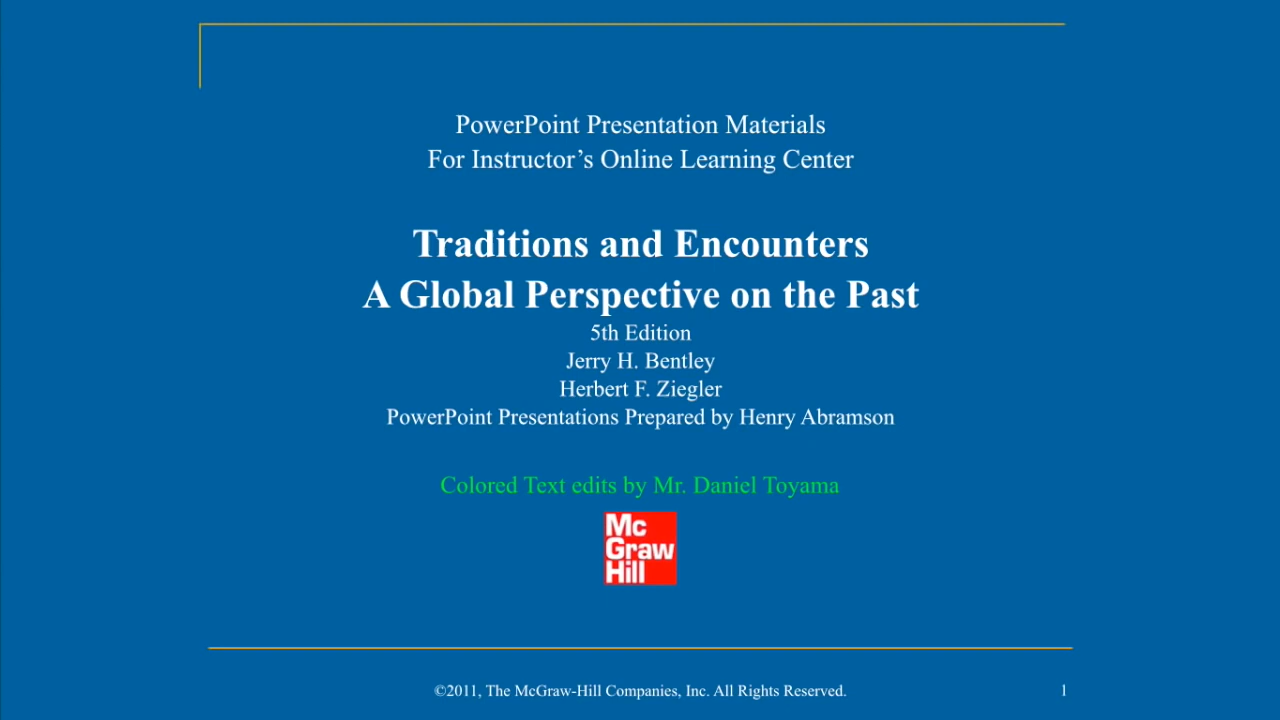 PowerPoint Presentation Materials
For Instructor’s Online Learning Center
Traditions and Encounters
A Global Perspective on the Past
5th Edition
Jerry H. Bentley
Herbert F. Ziegler
PowerPoint Presentations Prepared by Henry Abramson
Colored Text edits by Mr. Daniel Toyama
Mc
Graw
Hill
©2011, The McGraw-Hill Companies, Inc. All Rights Reserved.
1